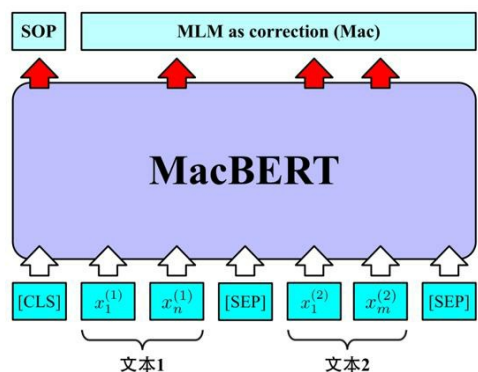 SOP MLM as correction (Mac)
MacBERT
[CLS] x_1^{(1)} x_n^{(1)} [SEP] x_1^{(2)} x_m^{(2)} [SEP]
文本1 文本2